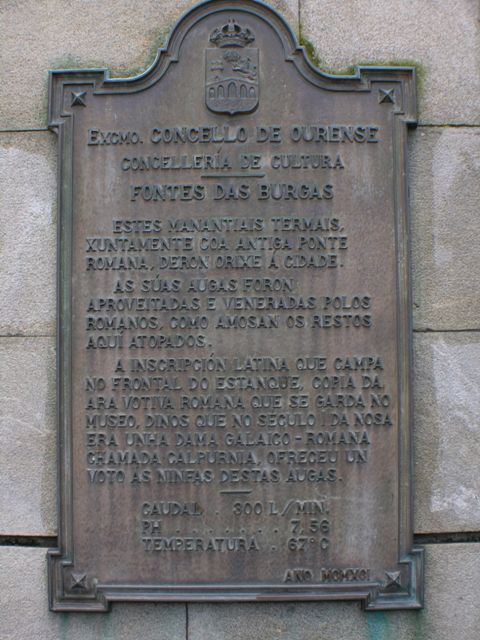 Excmo. CONCELLO DE OURENSE
CONCELLERÍA DE CULTURA
FONTES DAS BURGAS
ESTES MANANTIAIS TERMAIS,
XUNTAMENTE COA ANTIGA PONTE
ROMANA, DERON ORIXE Á CIDADE.
AS SÚAS AUGAS FORON
APROVEITADAS E VENERADAS POLOS
ROMANOS, COMO AMOSAN OS RESTOS
AQUÍ ATOPADOS.
A INSCRIPCIÓN LATINA QUE CAMPA
NO FRONTAL DO ESTANQUE, COPIA DA
ARA VOTIVA ROMANA QUE SE GARDA NO
MUSEO, DINOS QUE NO SÉCULO I DA NOSA
ERA UNHA DAMA GALAICO-ROMANA
CHAMADA CALPURNIA, OFRECEU UN
VOTO AS NINFAS DESTAS AUGAS.
CAUDAL . 300 L/MIN.
PH . . . . . . . 7.56
TEMPERATURA . 67°C
ANO MCMXCI